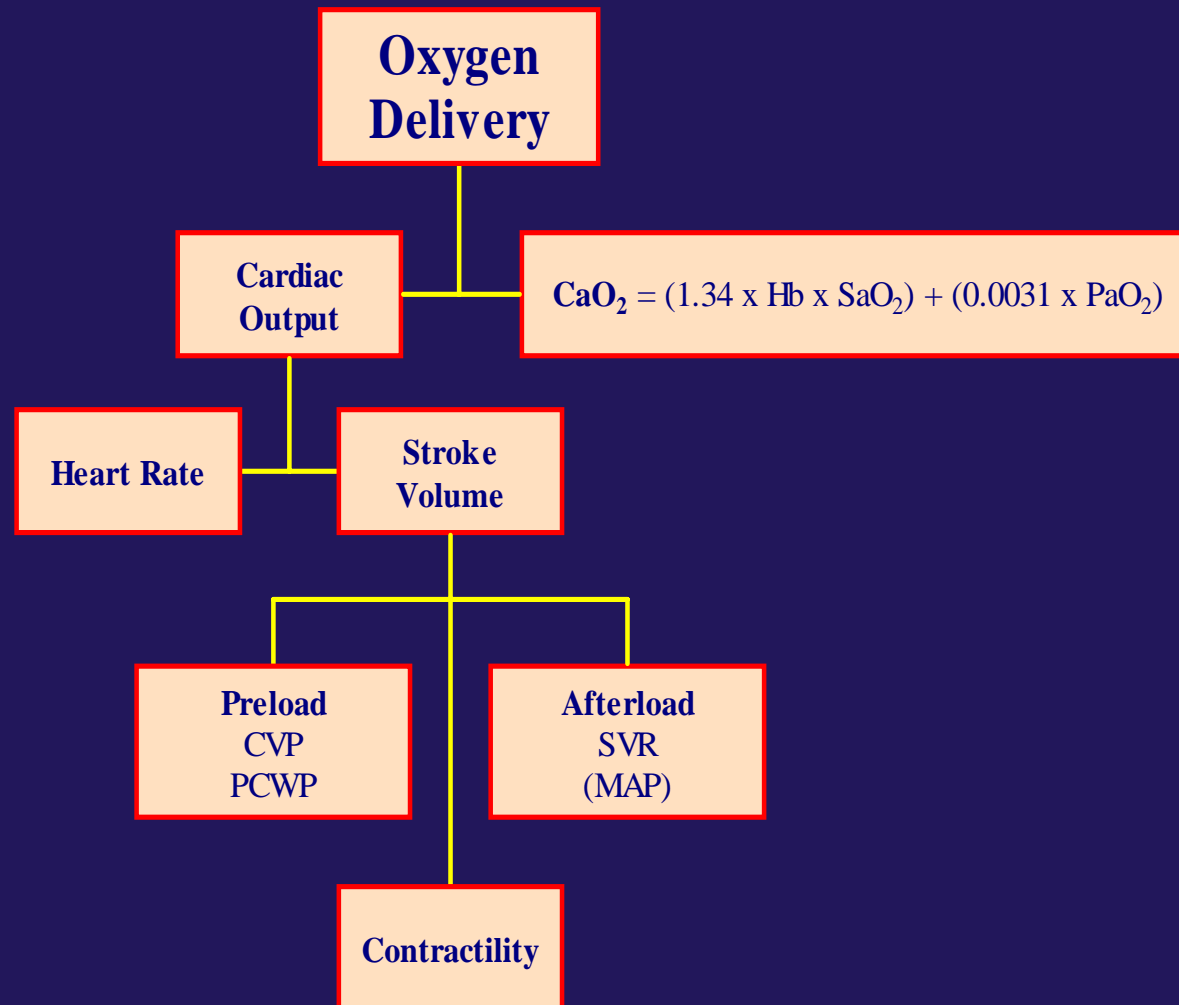 Oxygen
Delivery
Cardiac
Output
CaO₂ = (1.34 x Hb x SaO₂) + (0.0031 x PaO₂)
Heart Rate
Stroke
Volume
Preload
CVP
PCWP
Afterload
SVR
(MAP)
Contractility